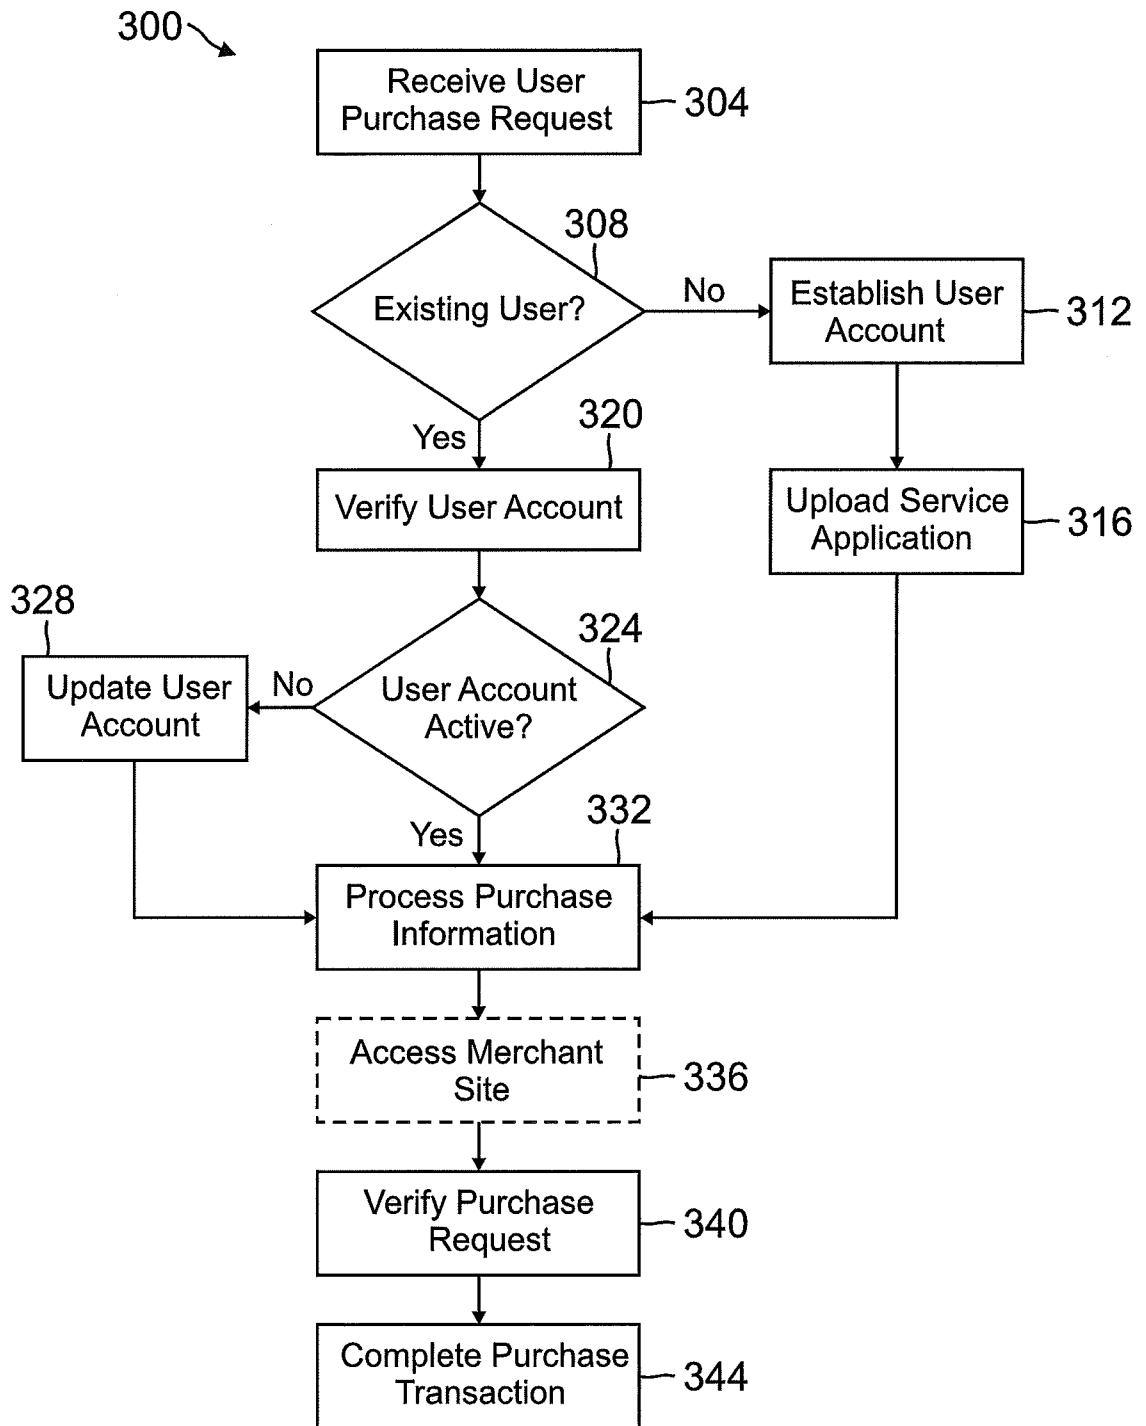 300
Receive User
Purchase Request
304
308
Existing User?
No
Establish User
Account
312
Yes
320
Verify User Account
Upload Service
Application
316
328
Update User
Account
No
324
User Account
Active?
Yes
332
Process Purchase
Information
Access Merchant
Site
336
Verify Purchase
Request
340
Complete Purchase
Transaction
344